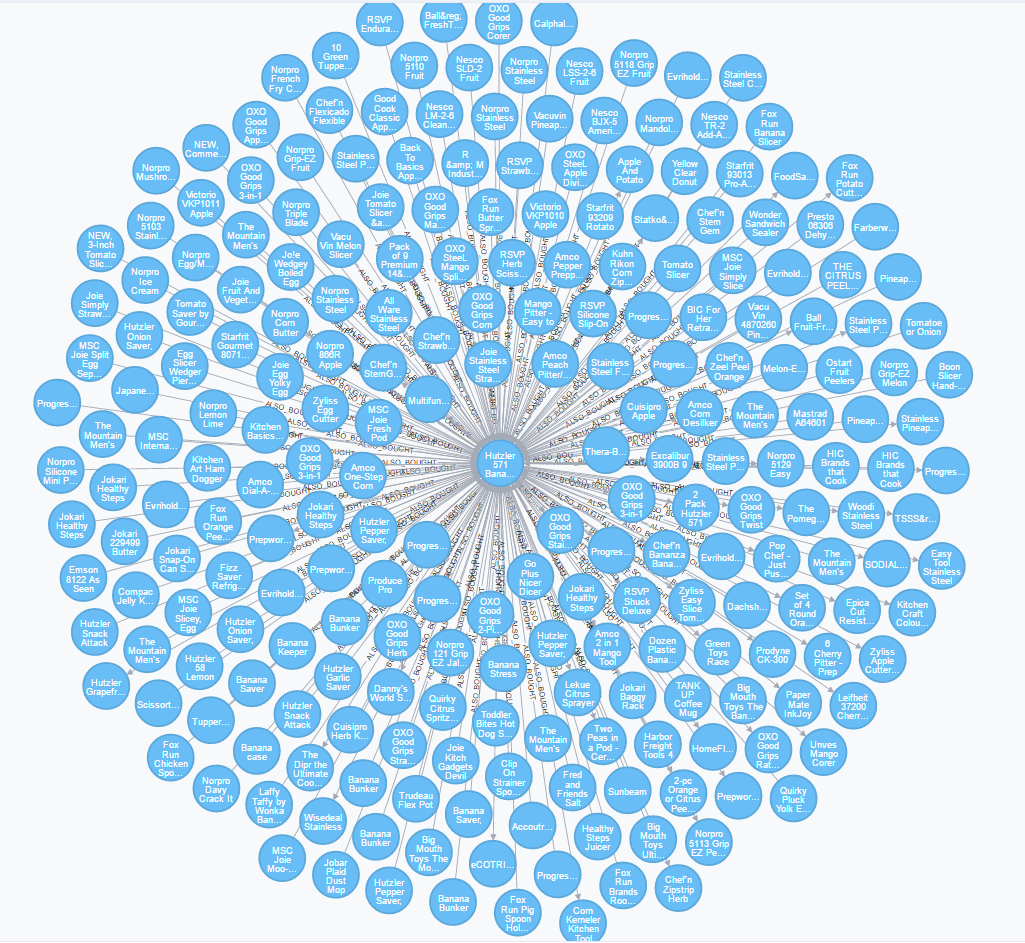 RSVP
Endura...
Ball&reg;
FreshT...
OXO
Good
Grips
Corer
Calphal...
10
Green
Tuppe...
Norpro
5110
Fruit
Nesco
SLD-2
Fruit
Norpro
Stainless
Steel
Nesco
LSS-2-6
Fruit
Norpro
5118 Grip
EZ Fruit
Evrihold...
Stainless
Steel C...
Norpro
French
Fry C...
Chef'n
Flexicado
Flexible
Good
Cook
Classic
App...
Nesco
LM-2-6
Clean...
Norpro
Stainless
Steel
Vacuvin
Pineap...
Nesco
BJX-5
Ameri...
Norpro
Mandol...
Nesco
TR-2
Add-A...
Fox
Run
Banana
Slicer
OXO
Good
Grips
App...
NEW,
Comme...
Norpro
Grip-EZ
Fruit
Stainless
Steel P...
Back
To
Basics
App...
R
&amp; M
Indust...
RSVP
Strawb...
OXO
SteeL
Apple
Divi...
Apple
And
Potato
Yellow
Clear
Donut
Starfrit
93013
Pro-A...
FoodSa...
Fox
Run
Potato
Cutt...
Norpro
Mushro...
OXO
Good
Grips
3-in-1
Victorio
VKP1011
Apple
Norpro
Triple
Blade
Joie
Tomato
Slicer
&a...
OXO
Good
Grips
Ma...
Fox
Run
Butter
Spr...
Victorio
VKP1010
Apple
Starfrit
93209
Rotato
Statko&...
Chef'n
Stem
Gem
Wonder
Sandwich
Sealer
Presto
06306
Dehy...
Farberw...
Norpro
5103
Stainl...
The
Mountain
Men's
Vacu
Vin Melon
Slicer
Pack
of 9
Premium
14&...
OXO
SteeL
Mango
Spli...
RSVP
Herb
Sciss...
Amco
Pepper
Prepp...
Kuhn
Rikon
Corn
Zip...
Tomato
Slicer
MSC
Joie
Simply
Slice
Evrihold...
THE
CITRUS
PEEL...
Pineap...
NEW,
3-Inch
Tomato
Slic...
Norpro
Egg/M...
Joie
Wedgey
Boiled
Egg
Norpro
Ice
Cream
Joie
Fruit And
Veget...
Norpro
Stainless
Steel
All
Ware
Stainless
Steel
OXO
Good
Grips
Corn
Mango
Pitter -
Easy to
RSVP
Silicone
Slip-On
Progres...
BIC For
Her
Retra...
Vacu
Vin
4870260
Pin...
Ball
Fruit-Fr...
Stainless
Steel P...
Tomatoe
or Onion
Joie
Simply
Straw...
Tomato
Saver by
Gour...
Norpro
Corn
Butter
Hutzler
Onion
Saver,
Starfrit
Gourmet
8071...
Norpro
866R
Apple
Chef'n
Strawb...
Joie
Stainless
Steel
Stra...
Amco
Peach
Pitter/...
Stainless
Steel F...
Progres...
Chef'n
Zeel Peel
Orange
Melon-E...
Ostart
Fruit
Peelers
Norpro
Grip-EZ
Melon
Boon
Slicer
Hand-...
MSC
Joie Split
Egg
Sep...
Egg
Slicer
Wedger
Pier...
Joie
Egg
Yolky
Egg
Chef'n
StemG...
Progres...
Japane...
Norpro
Lemon
Lime
Zyliss
Egg
Cutter
MSC
Joie
Fresh
Pod
Multifun...
Cuisipro
Apple
Amco
Corn
Desilker
The
Mountain
Men's
Mastrad
A64601
Pineap...
Stainless
Pineap...
The
Mountain
Men's
MSC
Inter...
Kitchen
Basics...
Hutzler
571
Bana...
Thera-B...
Excalibur
3900B 9
Stainless
Steel P...
Norpro
5129
Easy
HIC
Brands
that
Cook
HIC
Brands
that
Cook
Progres...
Norpro
Silicone
Mini P...
Kitchen
Art Ham
Dogger
OXO
Good
Grips
3-in-1
Amco
One-Step
Corn
Jokari
Healthy
Steps
Amco
Dial-A-...
OXO
Good
Grips
3-in-1
2
Pack
Hutzler
571
OXO
Good
Grips
Twist
The
Pomeg...
Woodi
Stainless
Steel
TSSS&r...
Jokari
Healthy
Steps
Evrihold...
Fox
Run
Orange
Pee...
Jokari
Healthy
Steps
Hutzler
Pepper
Saver,
OXO
Good
Grips
Stai...
Jokari
229499
Butter
Jokari
Snap-On
Can S...
Prepwor...
Progres...
Progres...
Chef'n
Bananza
Bana...
Evrihold...
Pop
Chef -
Just
Pus...
The
Mountain
Men's
SODIAL...
Easy
Tool
Stainless
Steel
Emson
8122 As
Seen
Fizz
Saver
Refrig...
Prepwor...
Produce
Pro
Go
Plus
Nicer
Dicer
Compac
Jelly K...
MSC
Joie
Slicey,
Egg
Evrihold...
Progres...
Jokari
Healthy
Steps
RSVP
Shuck
Deluxe
Zyliss
Easy
Slice
Tom...
Dachsh...
Set
of 4
Round
Ora...
Epica
Cut
Resist...
Kitchen
Craft
Colou...
Hutzler
Snack
Attack
Hutzler
Onion
Saver,
Banana
Bunker
OXO
Good
Grips
Herb
OXO
Good
Grips
2-Pi...
The
Mountain
Men's
Banana
Keeper
Norpro
121 Grip
EZ Jal...
Hutzler
Pepper
Saver,
Amco
2 in 1
Mango
Tool
Dozen
Plastic
Bana...
Green
Toys
Race
Prodyne
CK-300
6
Cherry
Pitter -
Prep
Zyliss
Apple
Cutter...
Hutzler
58
Lemon
Banana
Saver
Hutzler
Garlic
Saver
Banana
Stress
Hutzler
Grapefr...
Scissort...
Danny's
World S...
Quirky
Citrus
Spritz...
Lekue
Citrus
Sprayer
Jokari
Baggy
Rack
TANK
UP
Coffee
Mug
Big
Mouth
Toys The
Ban...
Paper
Mate
InkJoy
Leifheit
37200
Cherr...
Tupper...
Hutzler
Snack
Attack
Cuisipro
Herb K...
OXO
Good
Grips
Stra...
Toddler
Bites Hot
Dog S...
The
Mountain
Men's
Two
Peas in
a Pod -
Cer...
Harbor
Freight
Tools 4
HomeFl...
OXO
Good
Grips
Rat...
Unves
Mango
Corer
Fox
Run
Chicken
Spo...
Banana
case
The
Dirr the
Ultimate
Coo...
Joie
Kitch
Gadgets
Devil
Clip
On
Strainer
Spo...
Norpro
Davy
Crack It
Banana
Bunker
Trudeau
Flex Pot
Fred
and
Friends
Salt
Sunbeam
2-pc
Orange
or Citrus
Pee...
Prepwor...
Quirky
Pluck
Yolk E...
Laffy
Taffy by
Wonka
Ban...
Wisedeal
Stainless
Banana
Bunker
Banana
Saver,
Accoutr...
Healthy
Steps
Juicer
Big
Mouth
Toys
Ulti...
Norpro
5113 Grip
EZ Pe...
MSC
Joie
Moo-...
Big
Mouth
Toys The
Mo...
Jobar
Plaid
Dust
Mop
Hutzler
Pepper
Saver,
eCOTRI...
Progres...
Fox
Run
Brands
Roo...
Chef'n
Zipstrip
Herb
Banana
Bunker
Fox
Run Pig
Spoon
Hol...
Corn
Kerneler
Kitchen
Tool
ALSO_BOUGHT